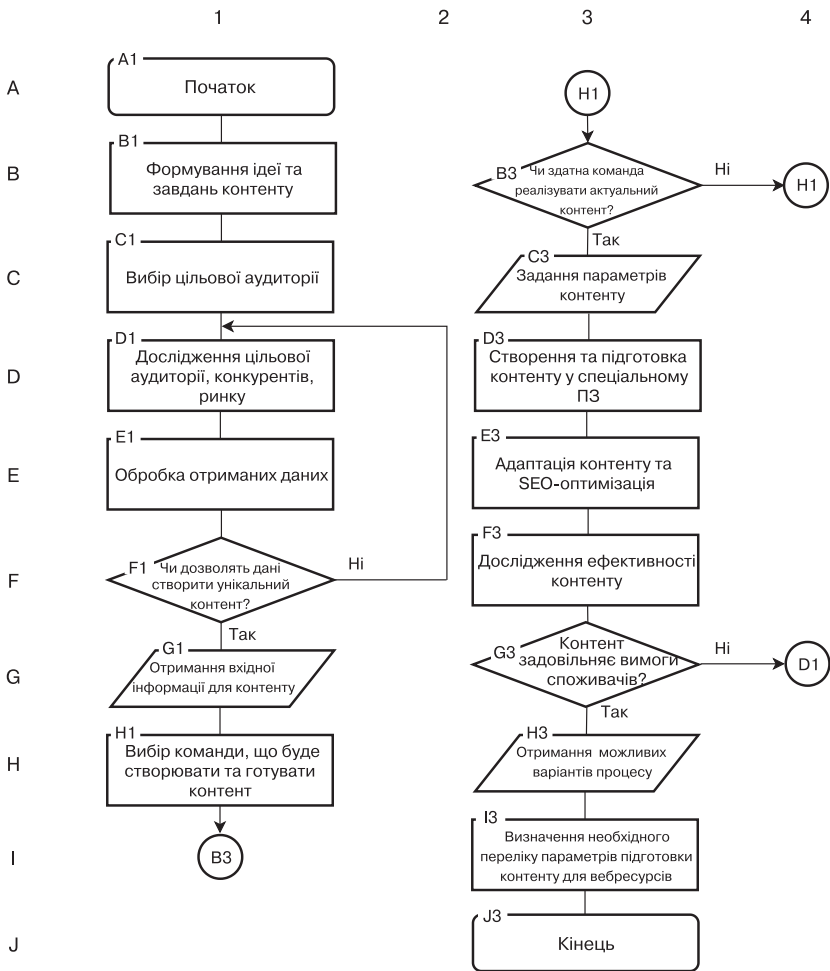 1
2
3
4
A
B
C
D
E
F
G
H
I
J
A1
Початок
B1
Формування ідеї та
завдань контенту
C1
Вибір цільової аудиторії
D1
Дослідження цільової
аудиторії, конкурентів,
ринку
E1
Обробка отриманих даних
F1
Чи дозволять дані
створити унікальний
контент?
Ні
Так
G1
Отримання вхідної
інформації для контенту
H1
Вибір команди, що буде
створювати та готувати
контент
B3
H1
B3
Чи здатна команда
реалізувати актуальний
контент?
Ні
H1
Так
C3
Задання параметрів
контенту
D3
Створення та підготовка
контенту у спеціальному
ПЗ
E3
Адаптація контенту та
SEO-оптимізація
F3
Дослідження ефективності
контенту
G3
Контент
задовільняє вимоги
споживачів?
Ні
D1
Так
H3
Отримання можливих
варіантів процесу
I3
Визначення необхідного
переліку параметрів підготовки
контенту для вебресурсів
J3
Кінець